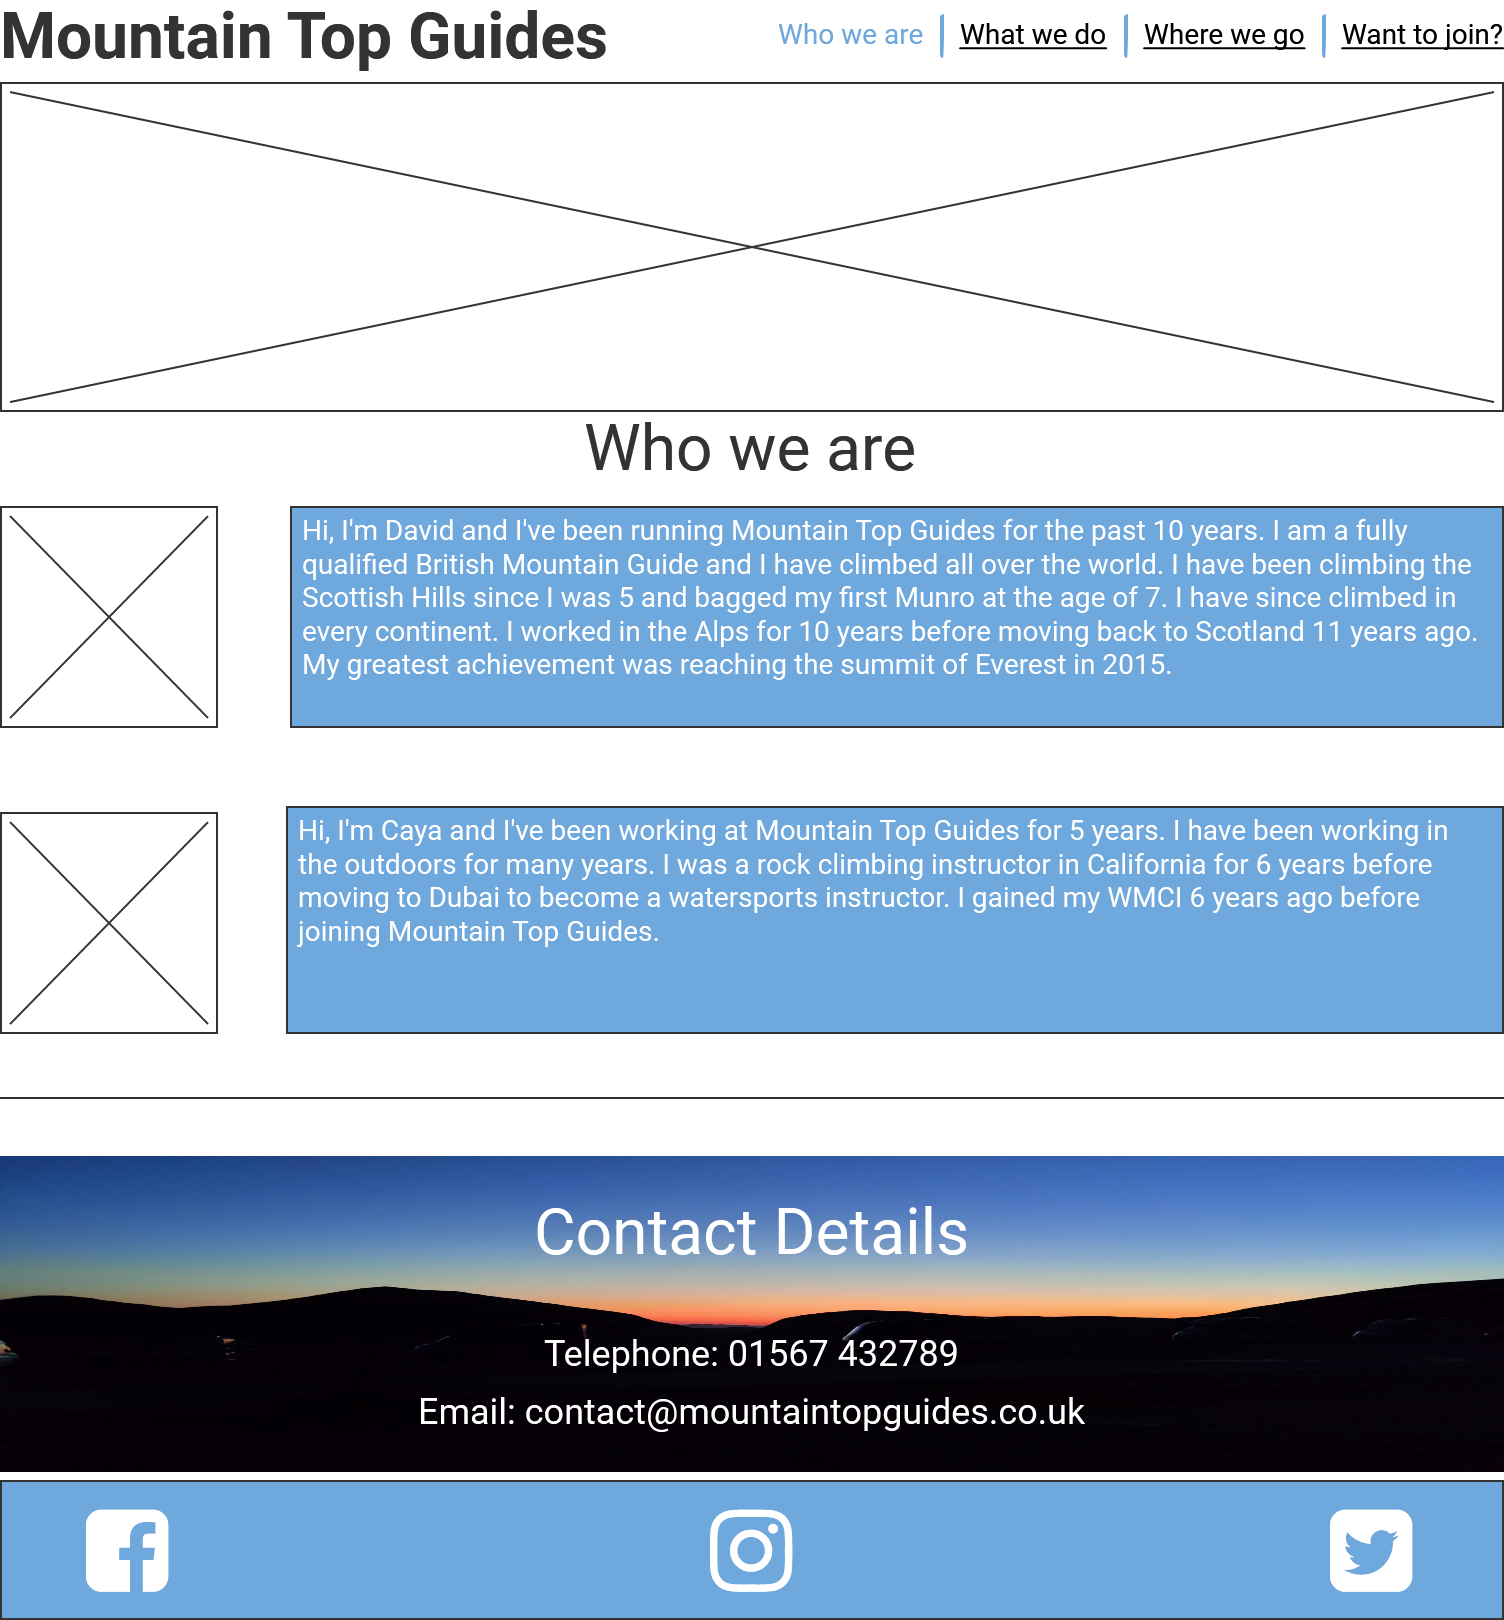 Mountain Top Guides
Who we are
What we do
Where we go
Want to join?
Who we are
Hi, I'm David and I've been running Mountain Top Guides for the past 10 years. I am a fully
qualified British Mountain Guide and I have climbed all over the world. I have been climbing the
Scottish Hills since I was 5 and bagged my first Munro at the age of 7. I have since climbed in
every continent. I worked in the Alps for 10 years before moving back to Scotland 11 years ago.
My greatest achievement was reaching the summit of Everest in 2015.
Hi, I'm Caya and I've been working at Mountain Top Guides for 5 years. I have been working in
the outdoors for many years. I was a rock climbing instructor in California for 6 years before
moving to Dubai to become a watersports instructor. I gained my WMCI 6 years ago before
joining Mountain Top Guides.
Contact Details
Telephone: 01567 432789
Email: contact@mountaintopguides.co.uk